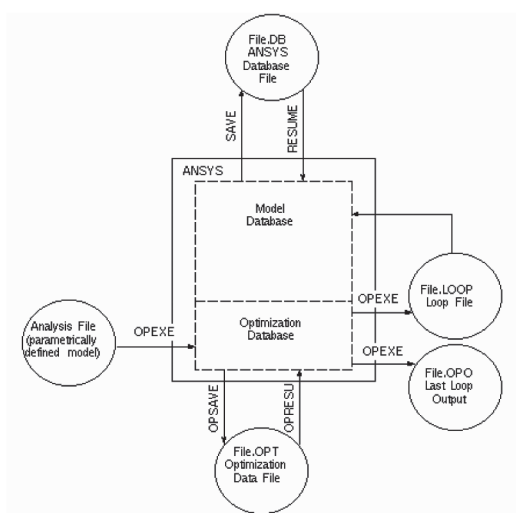 File.DB
ANSYS
Database
File
SAVE
RESUME
ANSYS
Model
Database
OPEXE
File.LOOP
Loop File
Analysis File
(parametrically
defined model)
OPEXE
Optimization
Database
OPEXE
File.OPO
Last Loop
Output
OPSAVE
OPRESU
File.OPT
Optimization
Data File